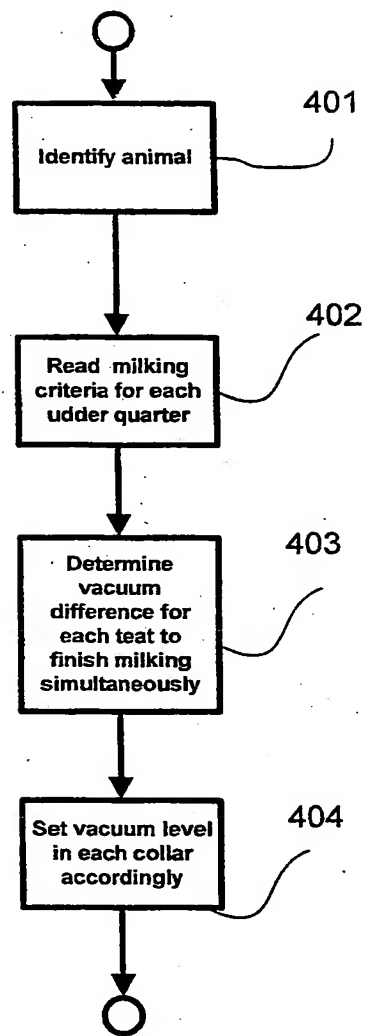 401
Identify animal
402
Read milking
criteria for each
udder quarter
403
Determine
vacuum
difference for
each teat to
finish milking
simultaneously
404
Set vacuum level
in each collar
accordingly